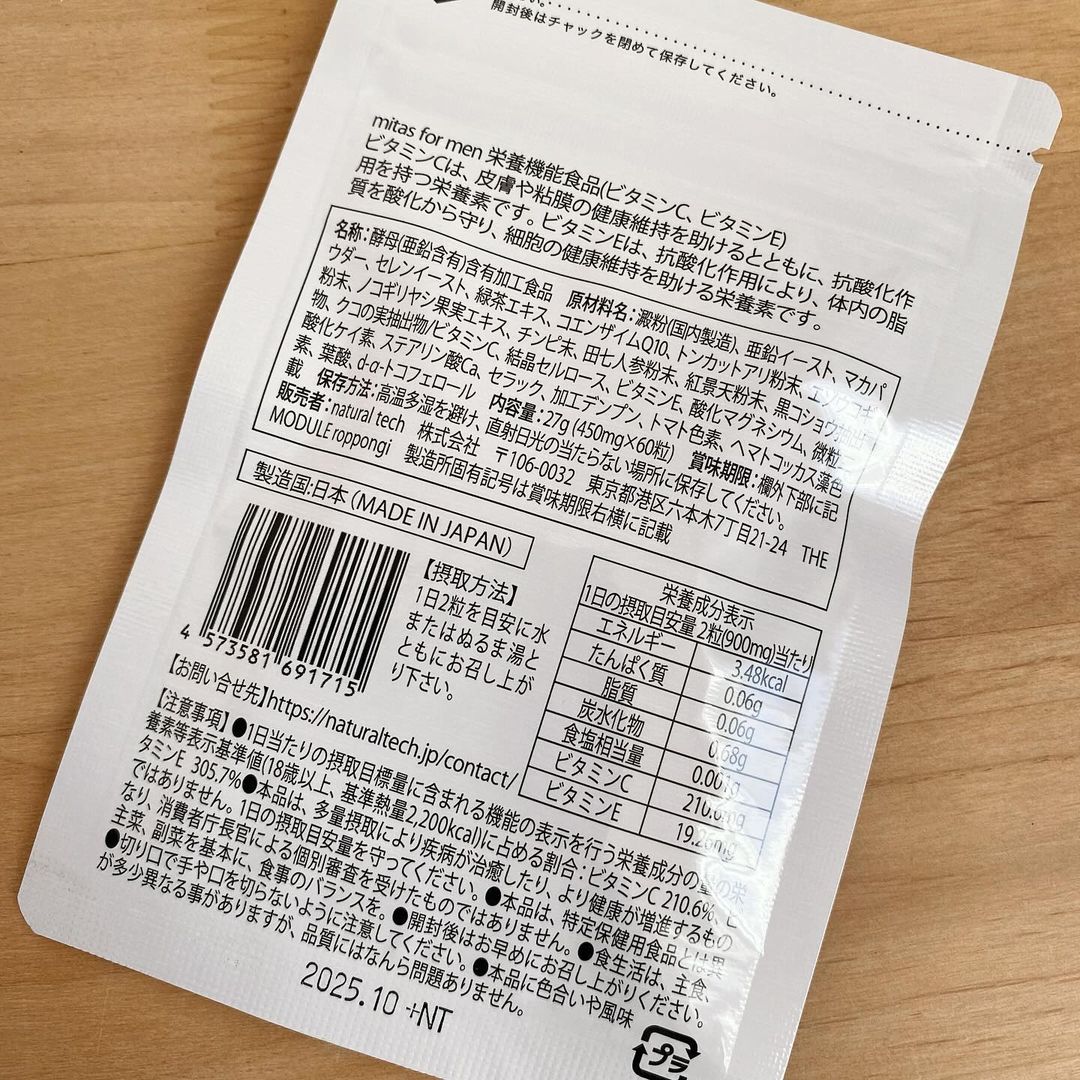 開封後はチャックを閉めて保存してください。
mitas for men 栄養機能食品(ビタミンC、ビタミンE)
ビタミンCは、皮膚や粘膜の健康維持を助けるとともに、抗酸化作
用を持つ栄養素です。ビタミンEは、抗酸化作用により、体内の脂
質を酸化から守り、細胞の健康維持を助ける栄養素です。
名称:酵母(亜鉛含有)含有加工食品 原材料名:澱粉(国内製造)、亜鉛イースト、マカパ
ウダー、セレンイースト、緑茶エキス、コエンザイムQ10、トンカットアリ粉末、エゾウコギ
粉末、ノコギリヤシ果実エキス、チンピ末、田七人参粉末、紅景天粉末、黒コショウ抽出
物、クコの実抽出物/ビタミンC、結晶セルロース、ビタミンE、酸化マグネシウム、微粒二
酸化ケイ素、ステアリン酸Ca、セラック、加工デンプン、トマト色素、ヘマトコッカス藻色
素、葉酸、d-α-トコフェロール 内容量:27g (450mg×60粒) 賞味期限:欄外下部に記
載 保存方法:高温多湿を避け、直射日光の当たらない場所に保存してください。
販売者:natural tech 株式会社 〒106-0032 東京都港区六本木7丁目21-24 THE
MODULE roppongi 製造所固有記号は賞味期限右横に記載
製造国:日本 (MADE IN JAPAN)
4 573581 691715
【摂取方法】
1日2粒を目安に水
またはぬるま湯と
ともにお召し上が
り下さい。
栄養成分表示
1日の摂取目安量 2粒(900mg)当たり
エネルギー 3.48kcal
たんぱく質 0.06g
脂質 0.06g
炭水化物 0.68g
食塩相当量 0.001g
ビタミンC 210.6mg
ビタミンE
【お問い合せ先】https://naturaltech.jp/contact/
【注意事項】●1日当たりの摂取目標量に含まれる機能の表示を行う栄養成分の量の栄
養素等表示基準値(18歳以上、基準熱量2,200kcal)に占める割合:ビタミンC 210.6%、ビ
タミンE 305.7%●本品は、多量摂取により疾病が治癒したり、より健康が増進するもの
ではありません。1日の摂取目安量を守ってください。●本品は、特定保健用食品とは異
なり、消費者庁長官による個別審査を受けたものではありません。●食生活は、主食、
主菜、副菜を基本に、食事のバランスを。●開封後はお早めにお召し上がりください。
●切り口で手や口を切らないように注意してください。●本品に色合いや風味
が多少異なる事がありますが、品質にはなんら問題ありません。
2025.10 +NT
プラ